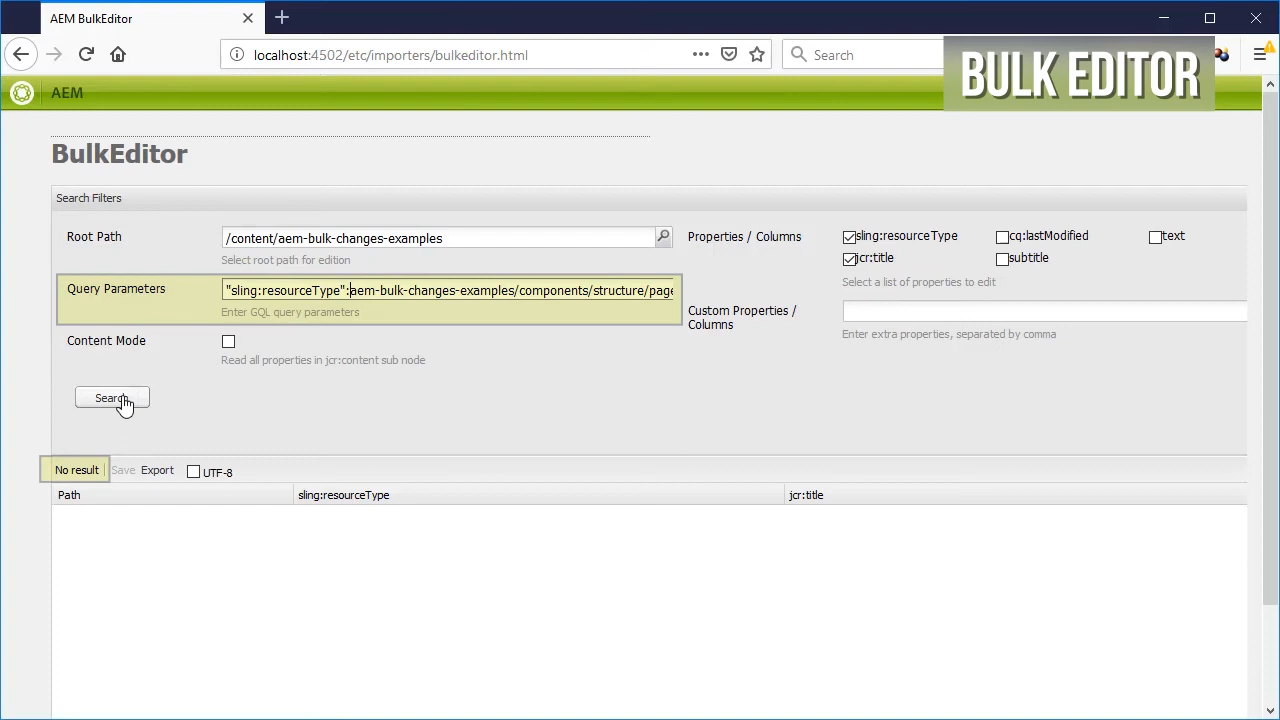 AEM BulkEditor
localhost:4502/etc/importers/bulkeditor.html
Search
BULK EDITOR
AEM
BulkEditor
Search Filters
Root Path
/content/aem-bulk-changes-examples
Select root path for edition
Query Parameters
"sling:resourceType":aem-bulk-changes-examples/components/structure/page
Enter GQL query parameters
Content Mode
Read all properties in jcr:content sub node
Search
Properties / Columns
sling:resourceType cq:lastModified text
jcr:title subtitle
Select a list of properties to edit
Custom Properties /
Columns
Enter extra properties, separated by comma
No result Save Export UTF-8
Path sling:resourceType jcr:title